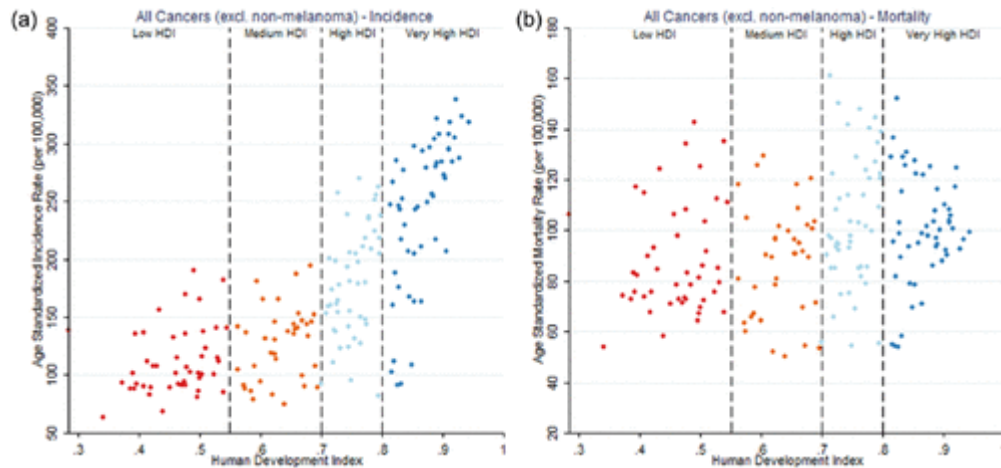 (a)
All Cancers (excl. non-melanoma) - Incidence
Low HDI Medium HDI High HDI Very High HDI
Age Standardized Incidence Rate (per 100,000)
400
350
300
250
200
150
100
50
.3 .4 .5 .6 .7 .8 .9 1
Human Development Index
(b)
All Cancers (excl. non-melanoma) - Mortality
Low HDI Medium HDI High HDI Very High HDI
Age Standardized Mortality Rate (per 100,000)
180
160
140
120
100
80
60
40
20
.3 .4 .5 .6 .7 .8 .9 1
Human Development Index